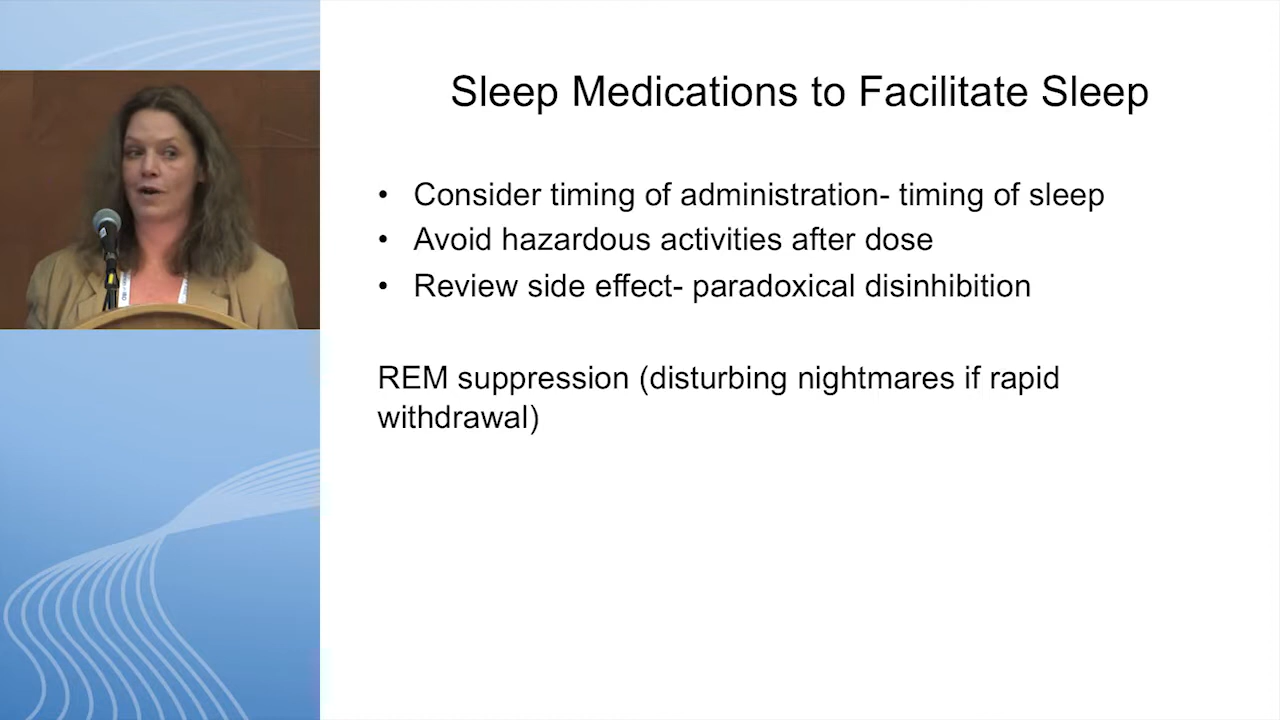 Sleep Medications to Facilitate Sleep
• Consider timing of administration- timing of sleep
• Avoid hazardous activities after dose
• Review side effect- paradoxical disinhibition
REM suppression (disturbing nightmares if rapid
withdrawal)